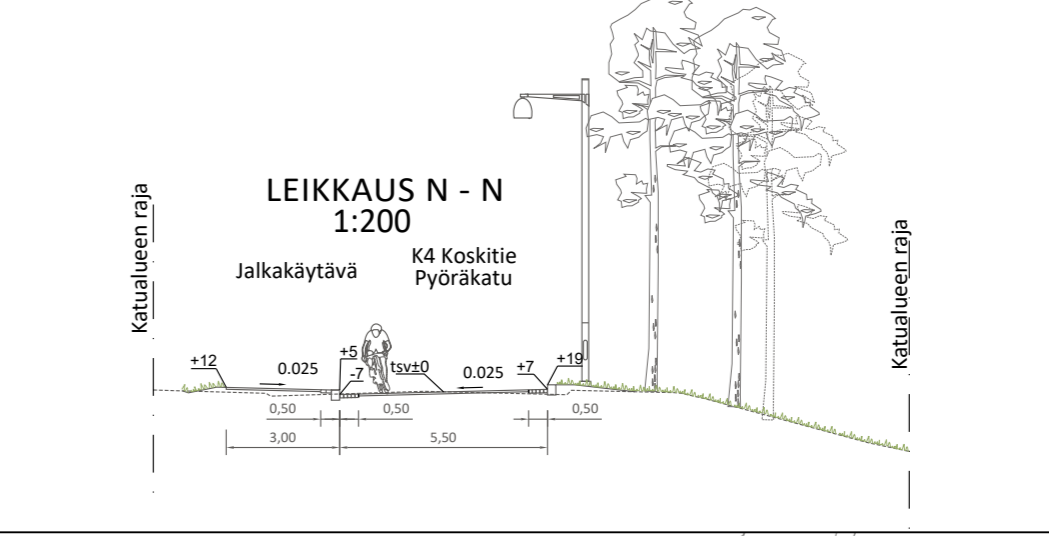 LEIKKAUS N - N
1:200
Jalkakäytävä
K4 Koskitie
Pyöräkatu
Katualueen raja
Katualueen raja
+12
0.025
+5
-7
tsv±0
0.025
+7
+19
0,50
0,50
0,50
3,00
5,50